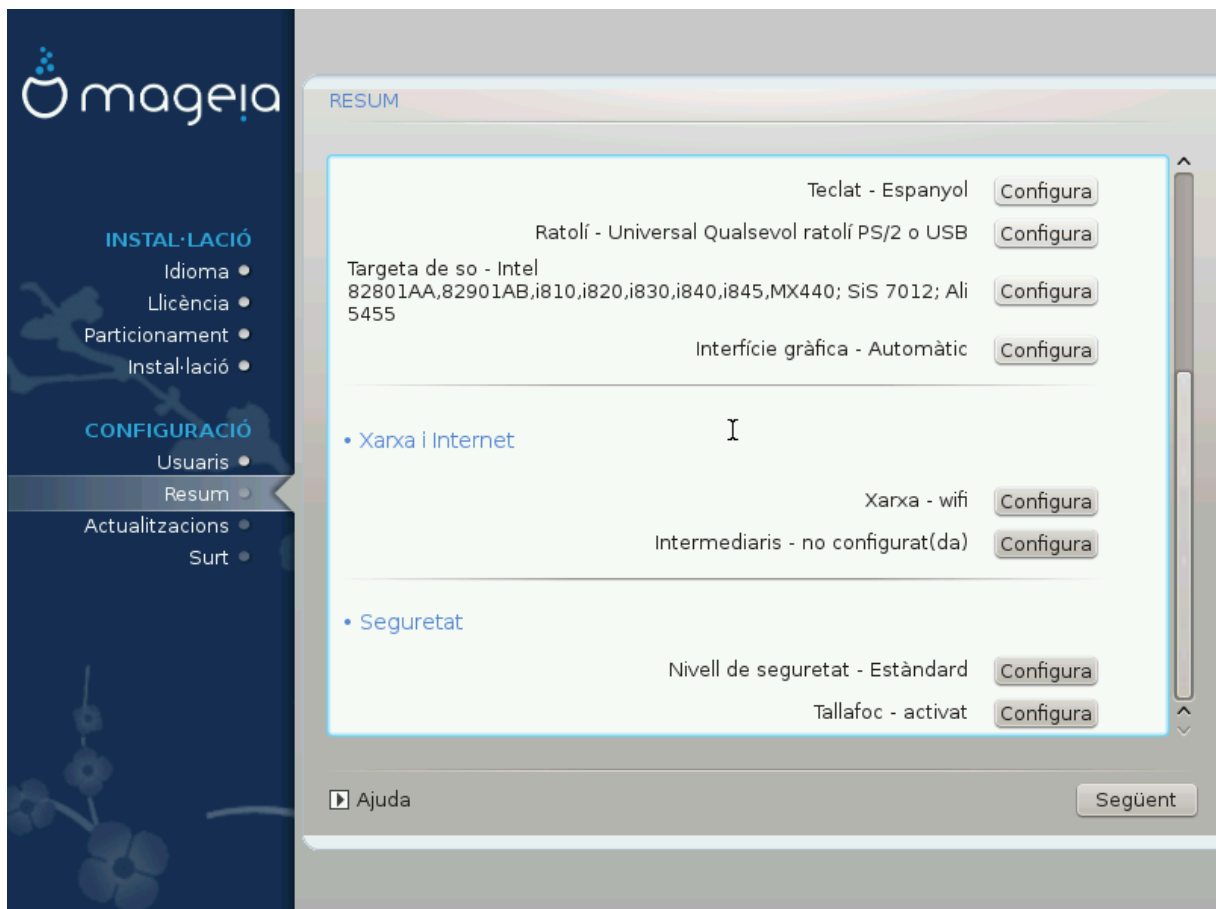 mageia
INSTAL·LACIÓ
Idioma
Llicència
Particionament
Instal·lació
CONFIGURACIÓ
Usuaris
Resum
Actualitzacions
Surt
RESUM
Teclat - Espanyol Configura
Ratolí - Universal Qualsevol ratolí PS/2 o USB Configura
Targeta de so - Intel
82801AA,82901AB,i810,i820,i830,i840,i845,MX440; SiS 7012; Ali Configura
5455
Interfície gràfica - Automàtic Configura
• Xarxa i Internet
Xarxa - wifi Configura
Intermediaris - no configurat(da) Configura
• Seguretat
Nivell de seguretat - Estàndard Configura
Tallafoc - activat Configura
Ajuda
Següent